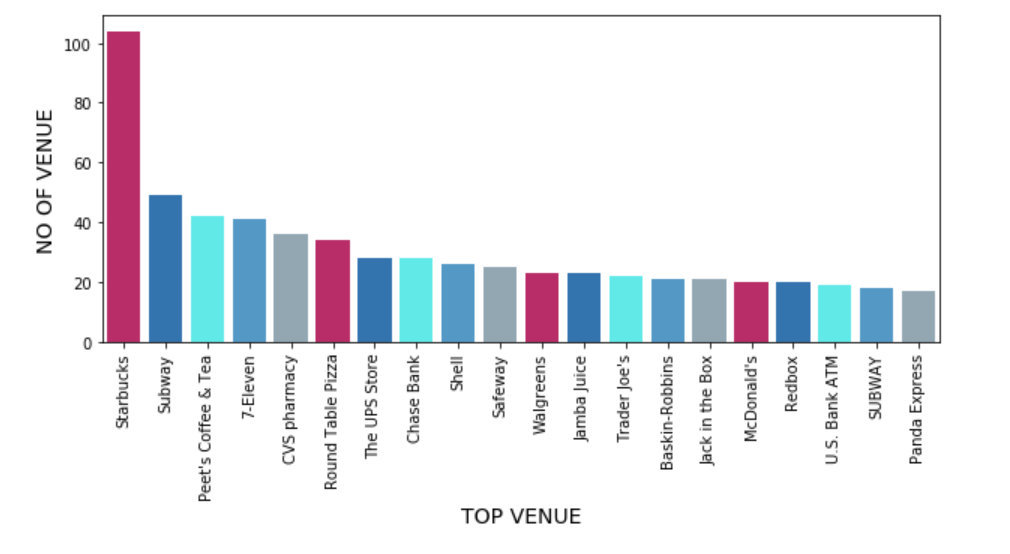 NO OF VENUE
100
80
60
40
20
0
Starbucks
Subway
Peet's Coffee & Tea
7-Eleven
CVS pharmacy
Round Table Pizza
The UPS Store
Chase Bank
Shell
Safeway
Walgreens
Jamba Juice
Trader Joe's
Baskin-Robbins
Jack in the Box
McDonald's
Redbox
U.S. Bank ATM
SUBWAY
Panda Express
TOP VENUE